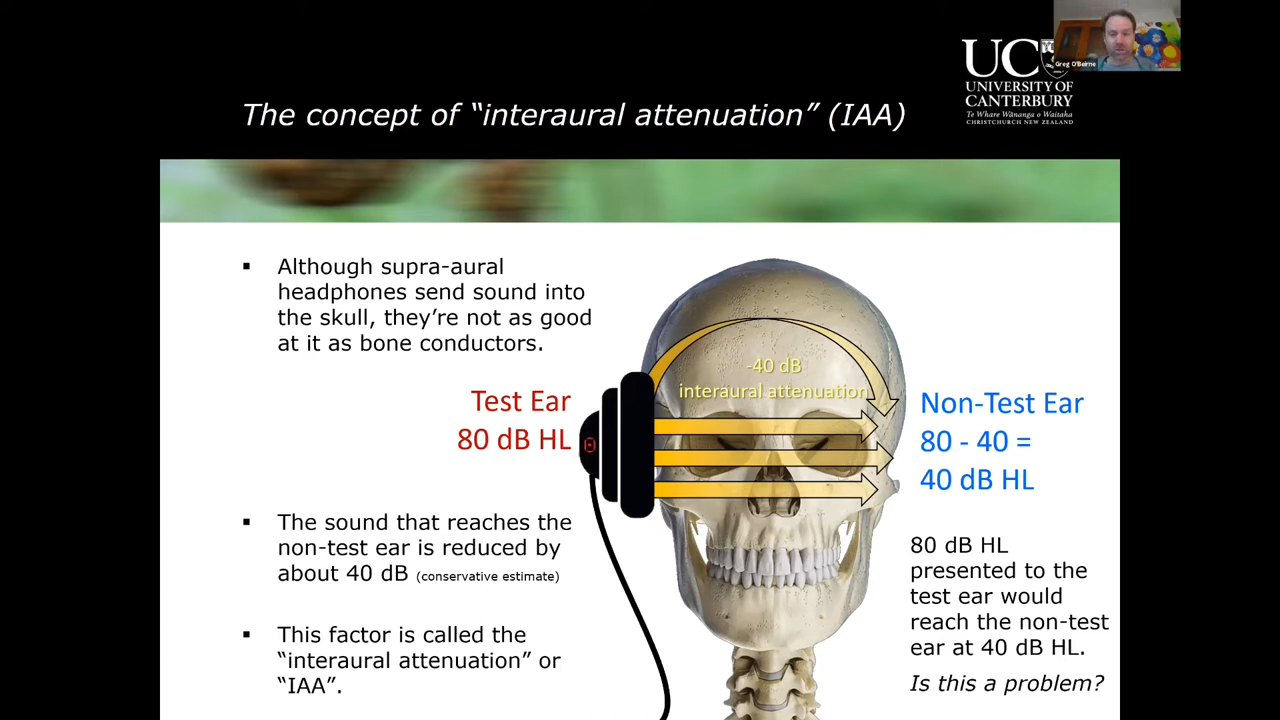 The concept of “interaural attenuation” (IAA)
UC
UNIVERSITY OF
CANTERBURY
Te Whare Wānanga o Waitaha
CHRISTCHURCH NEW ZEALAND
Greg O'Beirne
▪ Although supra-aural
headphones send sound into
the skull, they’re not as good
at it as bone conductors.
-40 dB
interaural attenuation
Test Ear
80 dB HL
Non-Test Ear
80 - 40 =
40 dB HL
▪ The sound that reaches the
non-test ear is reduced by
about 40 dB (conservative estimate)
▪ This factor is called the
“interaural attenuation” or
“IAA”.
80 dB HL
presented to the
test ear would
reach the non-test
ear at 40 dB HL.
Is this a problem?